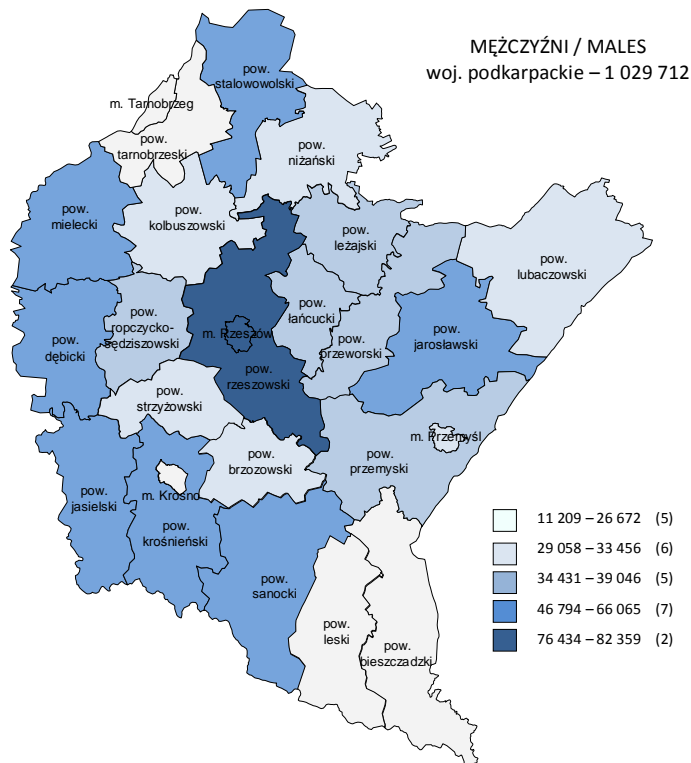 MĘŻCZYŹNI / MALES
woj. podkarpackie – 1 029 712
pow.
stalowowolski
m. Tarnobrzeg
pow.
tarnobrzeski
pow.
niżański
pow.
mielecki
pow.
kolbuszowski
pow.
leżajski
pow.
lubaczowski
pow.
ropczycko-
sędziszowski
pow.
łańcucki
m. Rzeszów
pow.
przeworski
pow.
jarosławski
pow.
dębicki
pow.
rzeszowski
pow.
strzyżowski
m. Przemyśl
pow.
brzozowski
pow.
przemyski
pow.
jasielski
m. Krosno
pow.
krośnieński
pow.
sanocki
pow.
leski
pow.
bieszczadzki
11 209 – 26 672 (5)
29 058 – 33 456 (6)
34 431 – 39 046 (5)
46 794 – 66 065 (7)
76 434 – 82 359 (2)